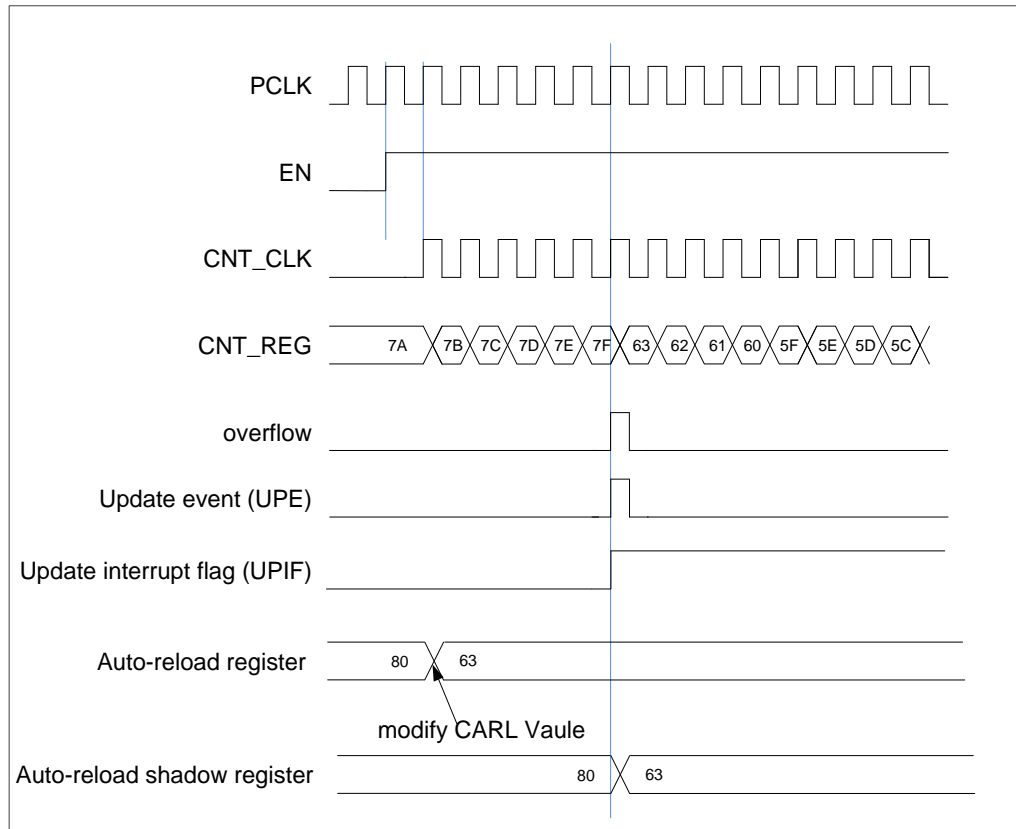 PCLK
EN
CNT_CLK
CNT_REG 7A 7B 7C 7D 7E 7F 63 62 61 60 5F 5E 5D 5C
overflow
Update event (UPE)
Update interrupt flag (UPIF)
Auto-reload register 80 63
modify CARL Vaule
Auto-reload shadow register 80 63